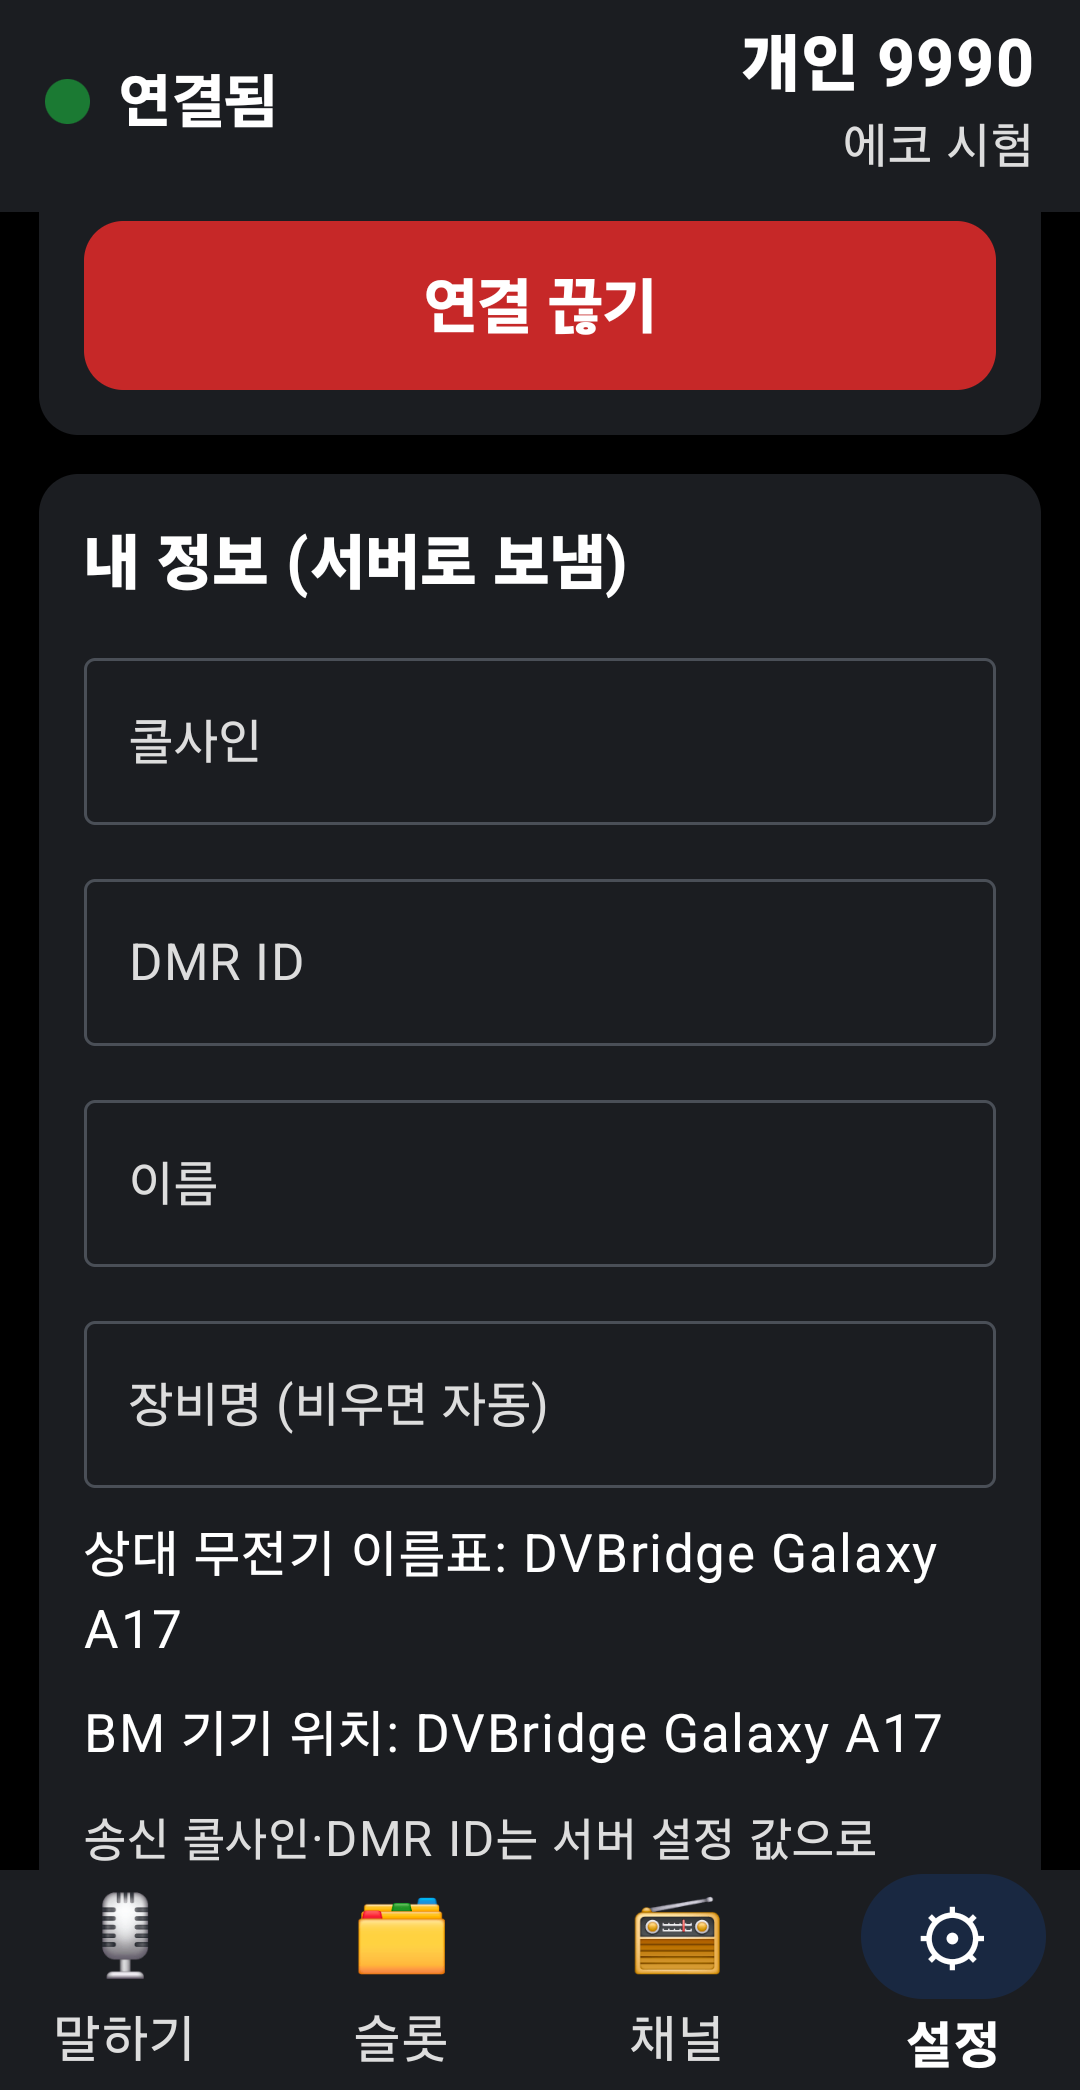 연결됨
개인 9990
에코 시험
연결 끊기
내 정보 (서버로 보냄)
콜사인
DMR ID
이름
장비명 (비우면 자동)
상대 무전기 이름표: DVBridge Galaxy
A17
BM 기기 위치: DVBridge Galaxy A17
송신 콜사인·DMR ID는 서버 설정 값으로
말하기
슬롯
채널
설정